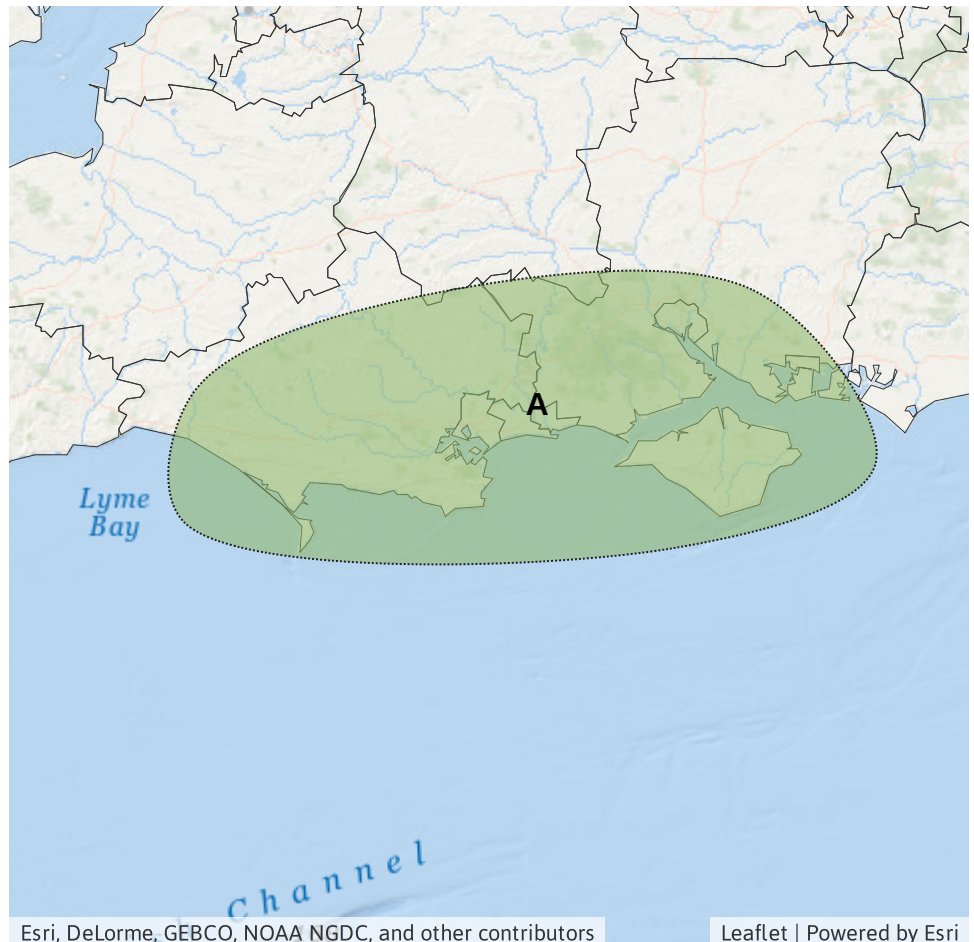 A
Lyme
Bay
Channel
Esri, DeLorme, GEBCO, NOAA NGDC, and other contributors
Leaflet | Powered by Esri